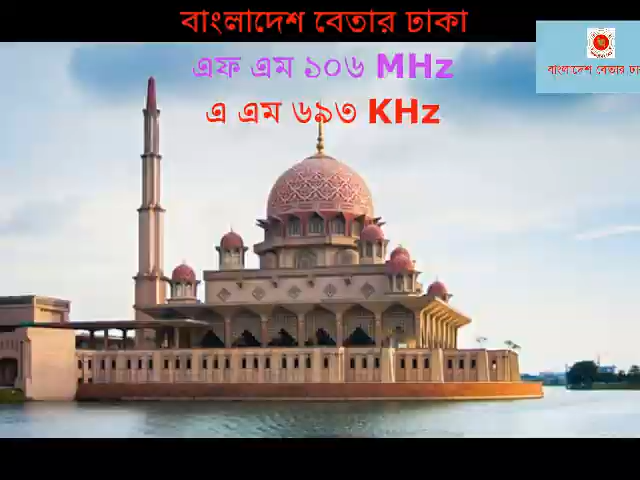 বাংলাদেশ বেতার ঢাকা
এফ এম ১০৬ MHz
এ এম ৬৯৩ KHz
বাংলাদেশ বেতার ঢা